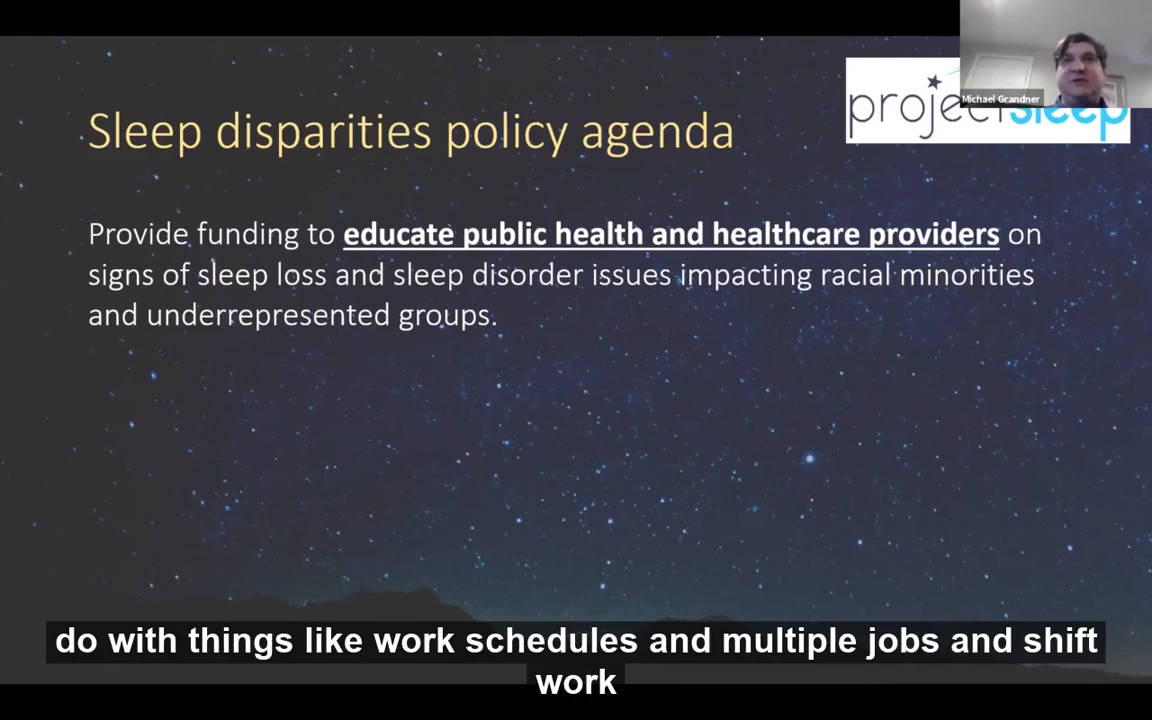 Michael Grandner
projectsleep
Sleep disparities policy agenda
Provide funding to educate public health and healthcare providers on
signs of sleep loss and sleep disorder issues impacting racial minorities
and underrepresented groups.
do with things like work schedules and multiple jobs and shift
work